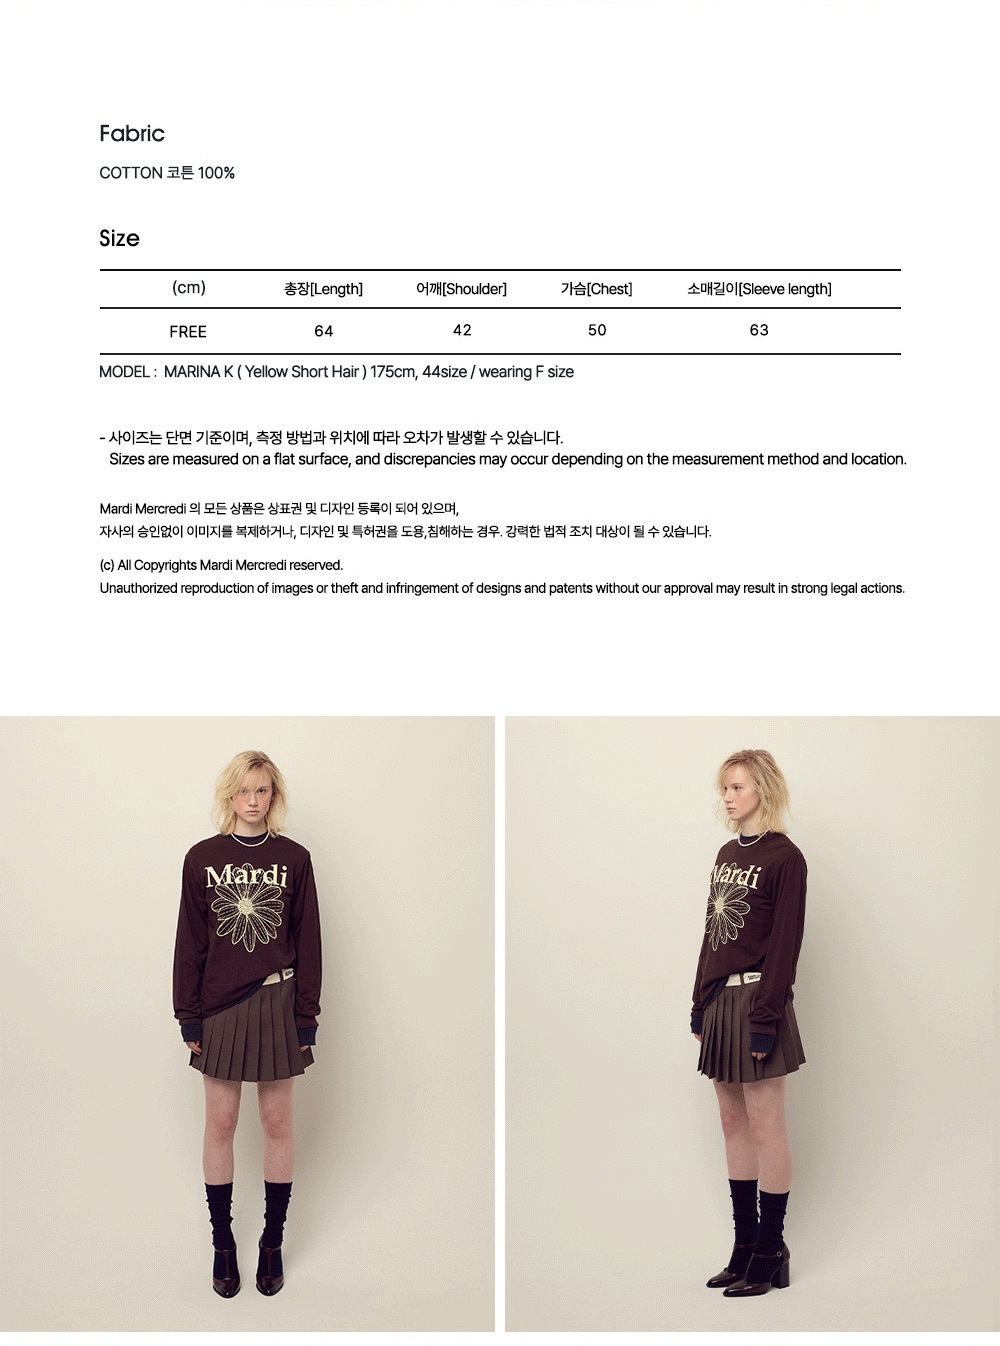 Fabric
COTTON 코튼 100%
Size
(cm) 총장[Length] 어깨[Shoulder] 가슴[Chest] 소매길이[Sleeve length]
FREE 64 42 50 63
MODEL : MARINA K ( Yellow Short Hair ) 175cm, 44size / wearing F size
- 사이즈는 단면 기준이며, 측정 방법과 위치에 따라 오차가 발생할 수 있습니다.
Sizes are measured on a flat surface, and discrepancies may occur depending on the measurement method and location.
Mardi Mercredi 의 모든 상품은 상표권 및 디자인 등록이 되어 있으며,
자사의 승인없이 이미지를 복제하거나, 디자인 및 특허권을 도용,침해하는 경우. 강력한 법적 조치 대상이 될 수 있습니다.
(c) All Copyrights Mardi Mercredi reserved.
Unauthorized reproduction of images or theft and infringement of designs and patents without our approval may result in strong legal actions.
Mardi
Mardi